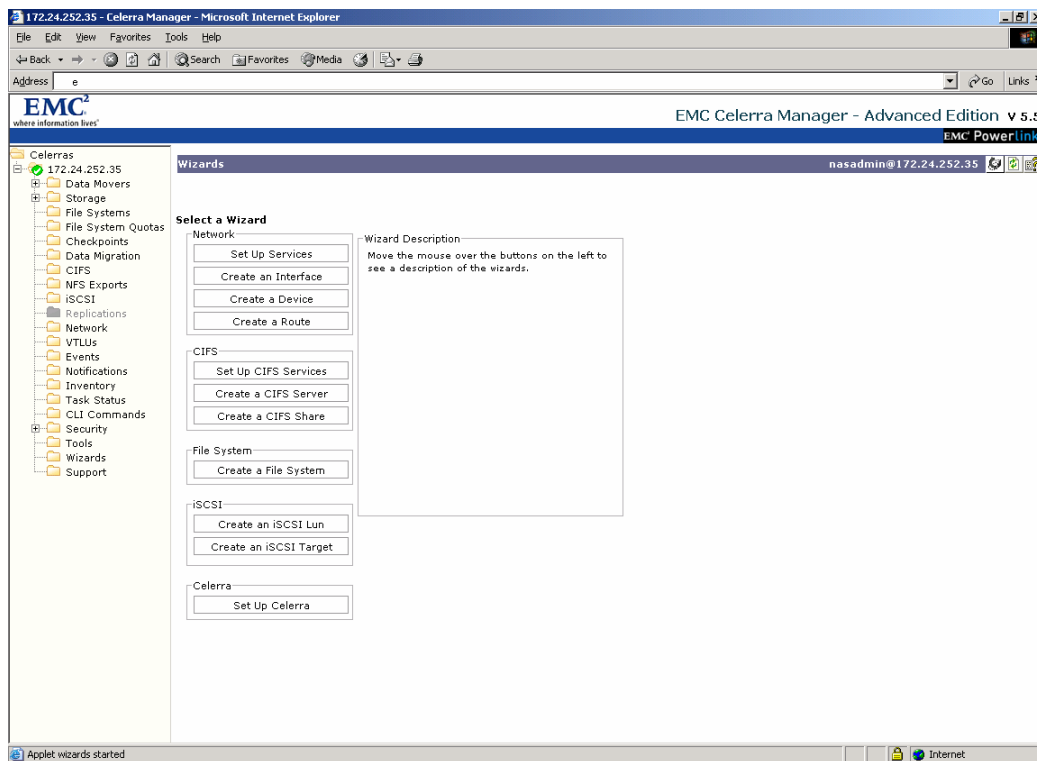 172.24.252.35 - Celerra Manager - Microsoft Internet Explorer
File Edit View Favorites Tools Help
Back Search Favorites Media
Address e Go Links
EMC²
where information lives®
EMC Celerra Manager - Advanced Edition v 5.5
EMC® Powerlink
Celerras
172.24.252.35
Data Movers
Storage
File Systems
File System Quotas
Checkpoints
Data Migration
CIFS
NFS Exports
iSCSI
Replications
Network
VTLUs
Events
Notifications
Inventory
Task Status
CLI Commands
Security
Tools
Wizards
Support
Wizards nasadmin@172.24.252.35
Select a Wizard
Network
Set Up Services
Create an Interface
Create a Device
Create a Route
CIFS
Set Up CIFS Services
Create a CIFS Server
Create a CIFS Share
File System
Create a File System
iSCSI
Create an iSCSI Lun
Create an iSCSI Target
Celerra
Set Up Celerra
Wizard Description
Move the mouse over the buttons on the left to
see a description of the wizards.
Applet wizards started Internet